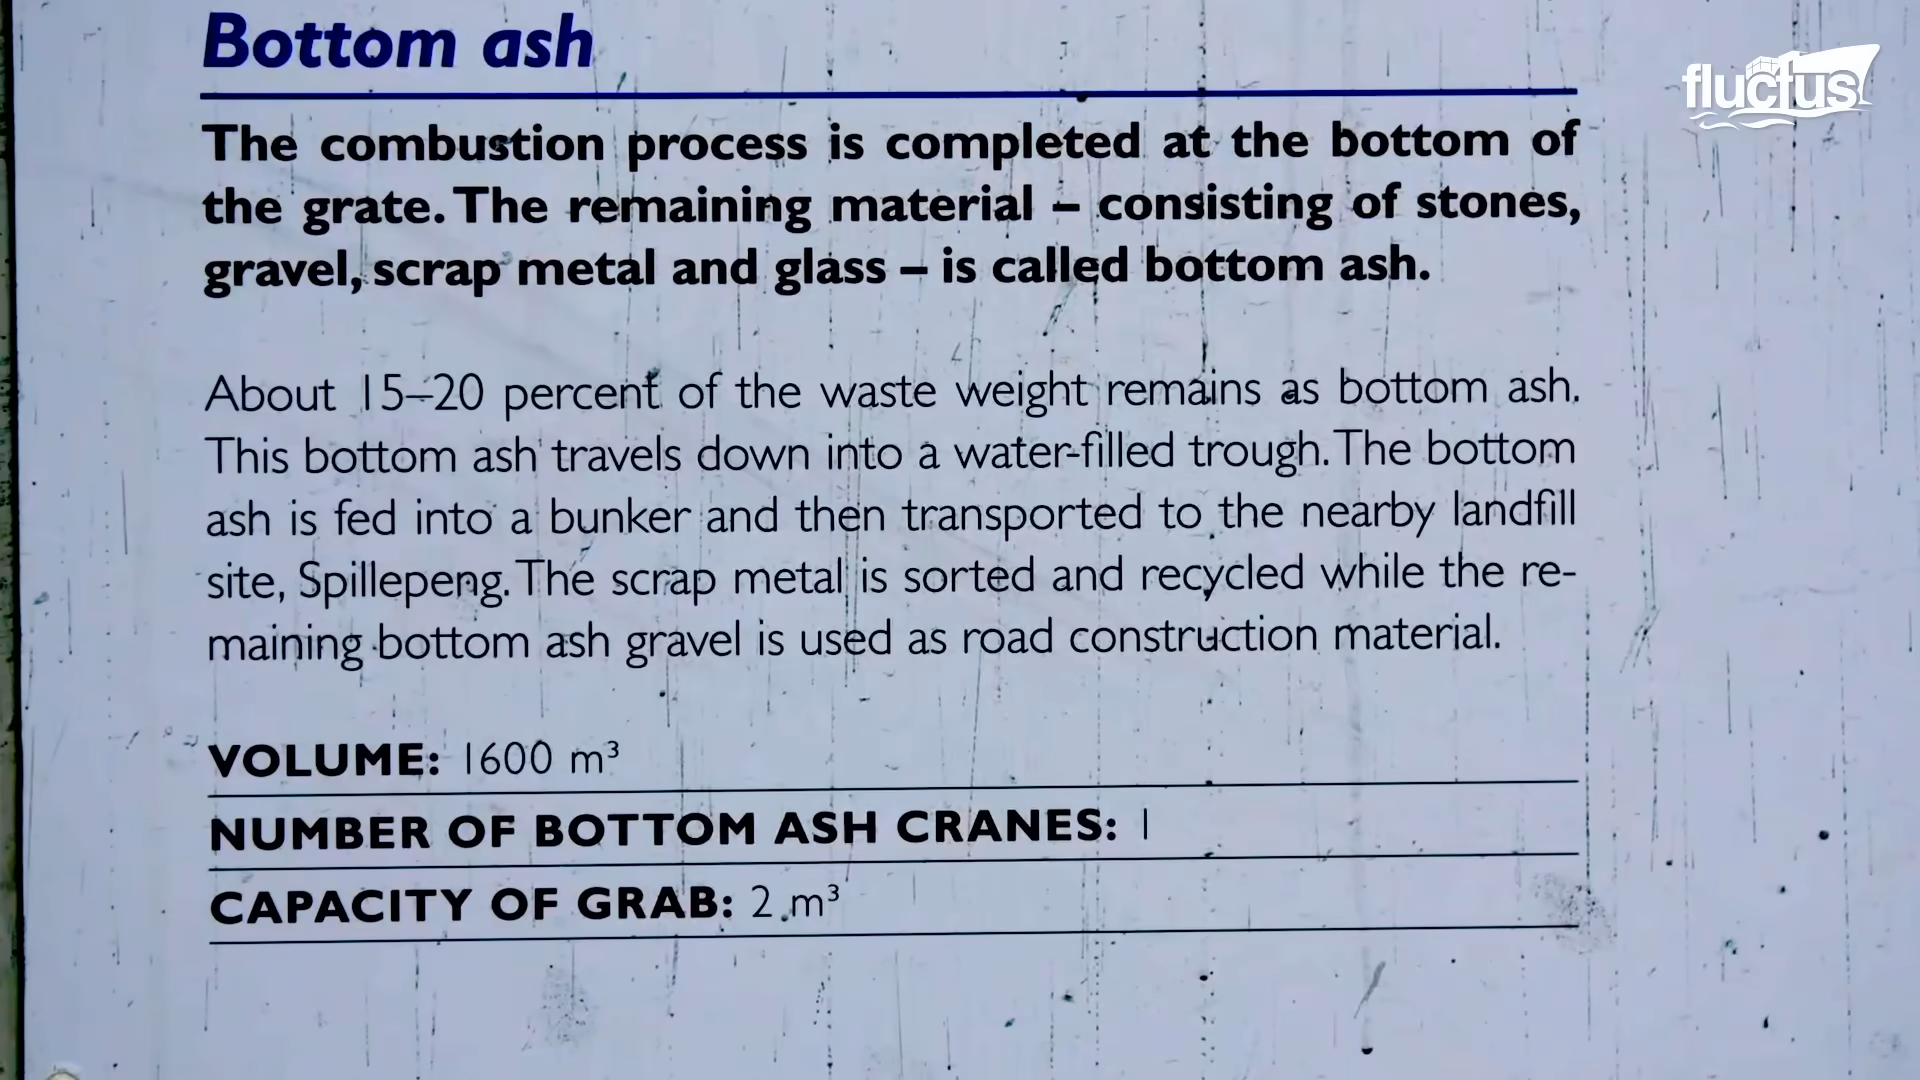 Bottom ash
fluctus
The combustion process is completed at the bottom of
the grate. The remaining material – consisting of stones,
gravel, scrap metal and glass – is called bottom ash.
About 15–20 percent of the waste weight remains as bottom ash.
This bottom ash travels down into a water-filled trough. The bottom
ash is fed into a bunker and then transported to the nearby landfill
site, Spillepeng. The scrap metal is sorted and recycled while the re-
maining bottom ash gravel is used as road construction material.
VOLUME: 1600 m³
NUMBER OF BOTTOM ASH CRANES: 1
CAPACITY OF GRAB: 2 m³